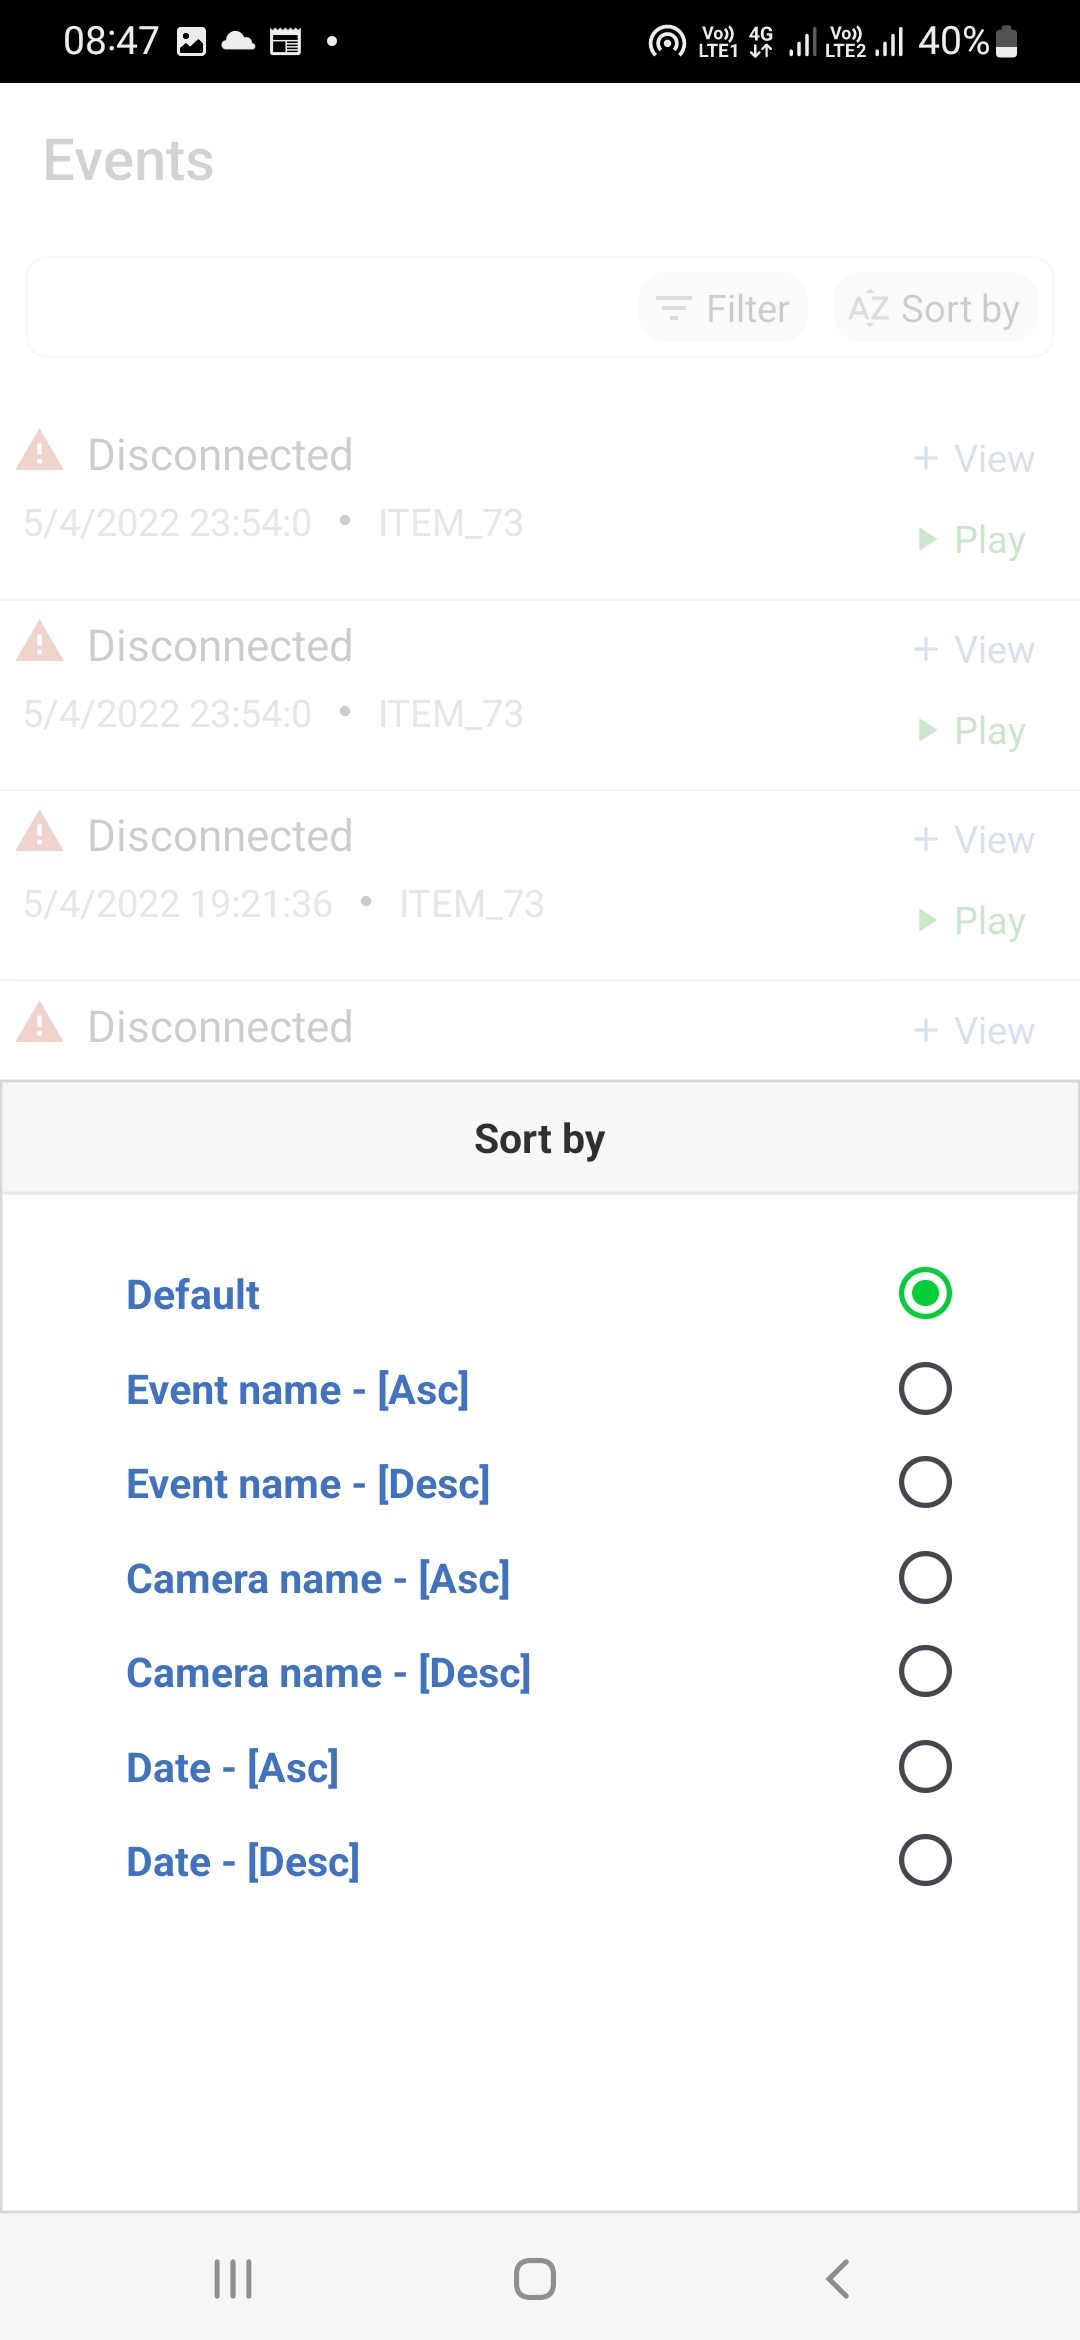 08:47 Vo)) LTE1 4G Vo)) LTE2 40%
Events
Filter AZ Sort by
Disconnected + View
5/4/2022 23:54:0 • ITEM_73
Play
Disconnected + View
5/4/2022 23:54:0 • ITEM_73
Play
Disconnected + View
5/4/2022 19:21:36 • ITEM_73
Play
Disconnected + View
Sort by
Default
Event name - [Asc]
Event name - [Desc]
Camera name - [Asc]
Camera name - [Desc]
Date - [Asc]
Date - [Desc]